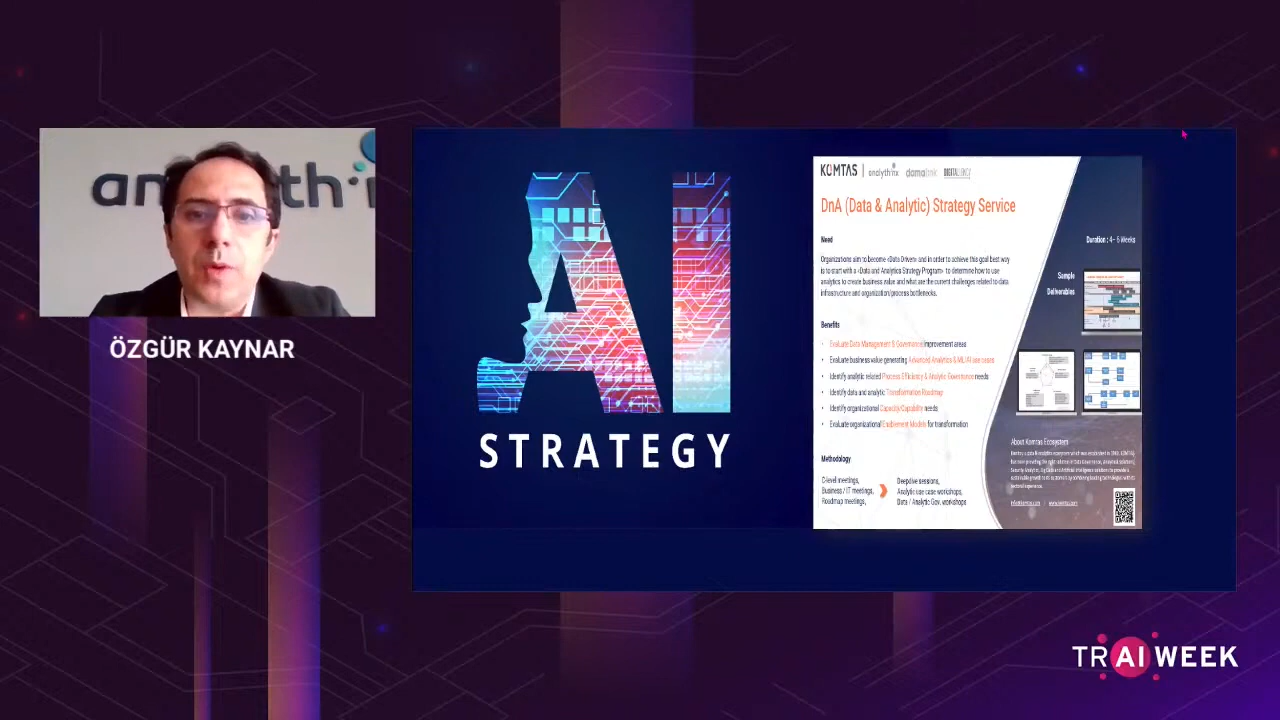 analyth
ÖZGÜR KAYNAR
AI
STRATEGY
KOMTAS | analythinx damalink
DnA (Data & Analytic) Strategy Service
Need
Organizations aim to become «Data Driven» and in order to achieve this goal best way
is to start with a «Data and Analytics Strategy Program» to determine how to use
analytics to create business value and what are the current challenges related to data
infrastructure and organization/process bottlenecks.
Benefits
• Evaluate Data Management & Governance improvement areas
• Evaluate business value generating Advanced Analytics & ML/AI use cases
• Identify analytic related Process Efficiency & Analytic Governance needs
• Identify data and analytic Transformation Roadmap
• Identify organizational Capacity/Capability needs
• Evaluate organizational Enablement Models for transformation
Methodology
C-level meetings,
Business / IT meetings,
Roadmap meetings,
Deepdive sessions,
Analytic use case workshops,
Data / Analytic Gov. workshops
Duration : 4- 6 Weeks
Sample
Deliverables
About Komtas Ecosystem
TRAI WEEK